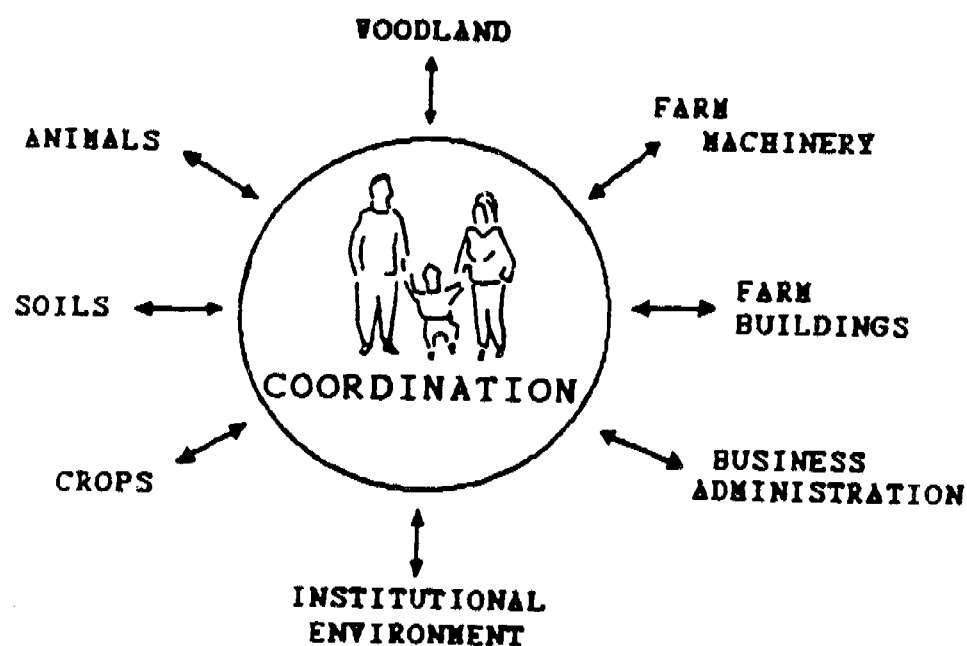 WOODLAND
FARM
MACHINERY
ANIMALS
SOILS
FARM
BUILDINGS
COORDINATION
CROPS
BUSINESS
ADMINISTRATION
INSTITUTIONAL
ENVIRONMENT